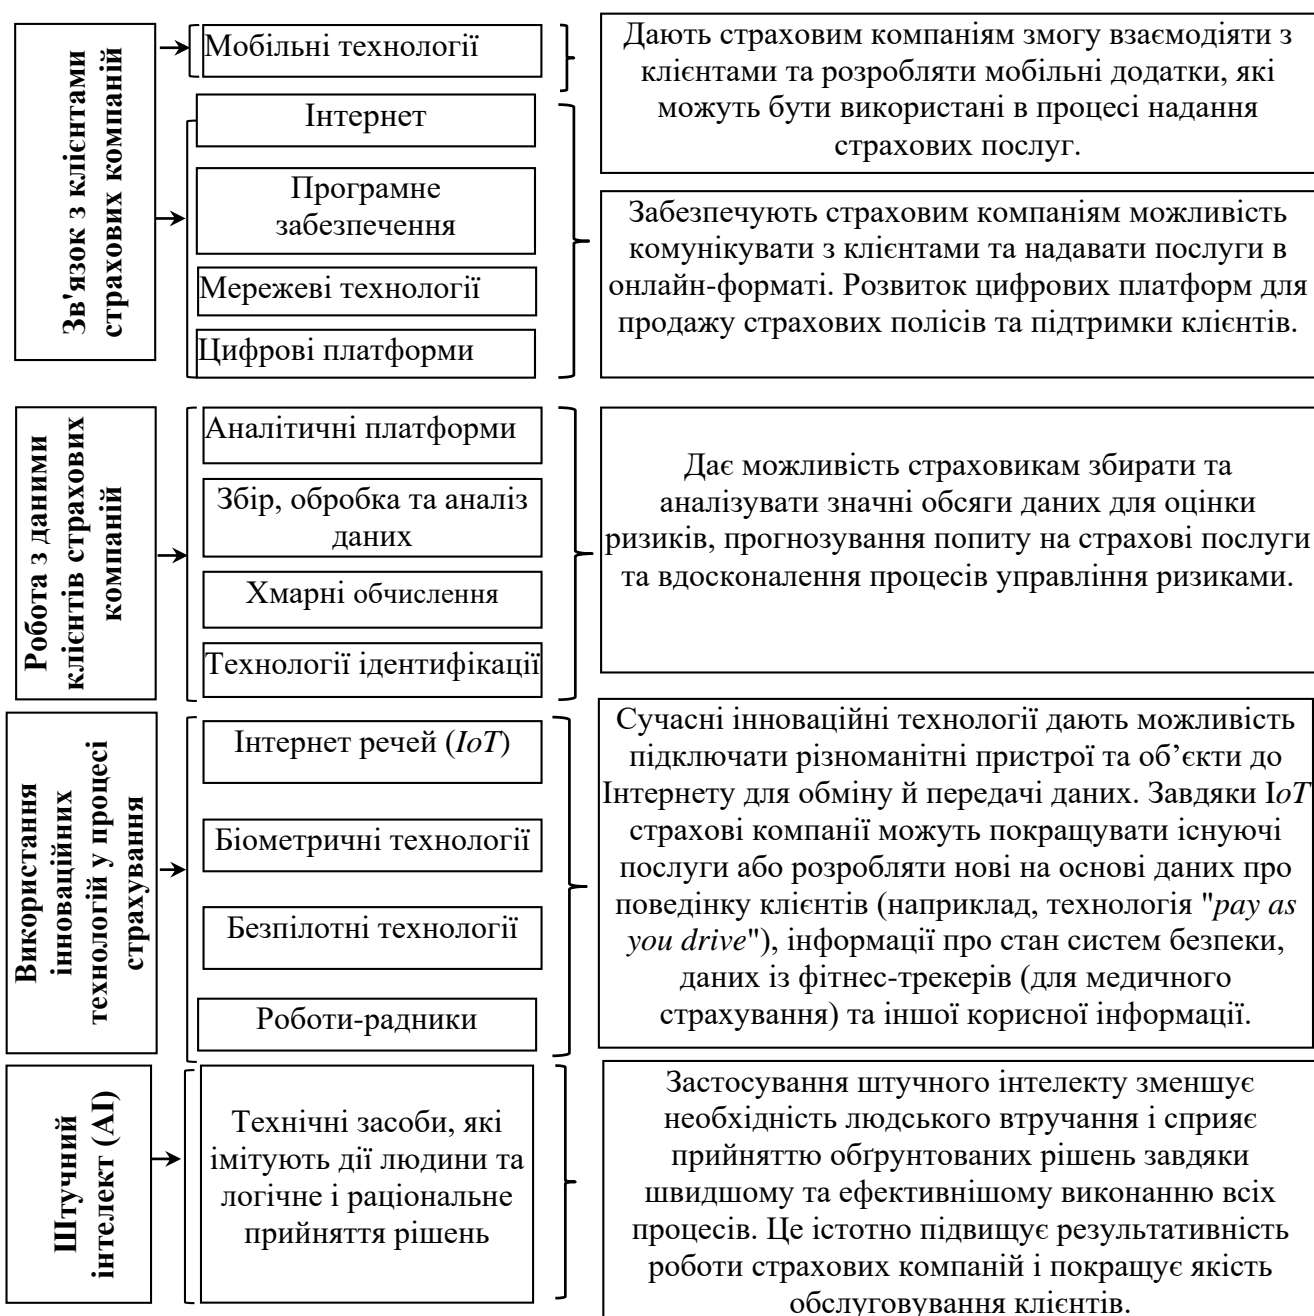 Зв'язок з клієнтами
страхових компаній
Мобільні технології
Дають страховим компаніям змогу взаємодіяти з
клієнтами та розробляти мобільні додатки, які
можуть бути використані в процесі надання
страхових послуг.
Інтернет
Програмне
забезпечення
Мережеві технології
Цифрові платформи
Забезпечують страховим компаніям можливість
комунікувати з клієнтами та надавати послуги в
онлайн-форматі. Розвиток цифрових платформ для
продажу страхових полісів та підтримки клієнтів.
Робота з даними
клієнтів страхових
компаній
Аналітичні платформи
Збір, обробка та аналіз
даних
Хмарні обчислення
Технології ідентифікації
Дає можливість страховикам збирати та
аналізувати значні обсяги даних для оцінки
ризиків, прогнозування попиту на страхові послуги
та вдосконалення процесів управління ризиками.
Використання
інноваційних
технологій у процесі
страхування
Інтернет речей (IoT)
Біометричні технології
Безпілотні технології
Роботи-радники
Сучасні інноваційні технології дають можливість
підключати різноманітні пристрої та об’єкти до
Інтернету для обміну й передачі даних. Завдяки IoT
страхові компанії можуть покращувати існуючі
послуги або розробляти нові на основі даних про
поведінку клієнтів (наприклад, технологія "pay as
you drive"), інформації про стан систем безпеки,
даних із фітнес-трекерів (для медичного
страхування) та іншої корисної інформації.
Штучний
інтелект (AI)
Технічні засоби, які
імітують дії людини та
логічне і раціональне
прийняття рішень
Застосування штучного інтелекту зменшує
необхідність людського втручання і сприяє
прийняттю обґрунтованих рішень завдяки
швидшому та ефективнішому виконанню всіх
процесів. Це істотно підвищує результативність
роботи страхових компаній і покращує якість
обслуговування клієнтів.